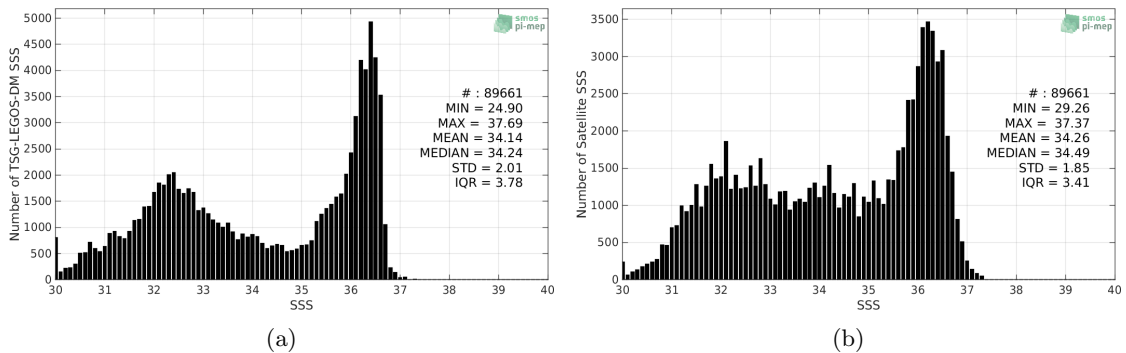 smos
pi-mep
Number of TSG-LEGOS-DM SSS
5000
4500
4000
3500
3000
2500
2000
1500
1000
500
0
# : 89661
MIN = 24.90
MAX = 37.69
MEAN = 34.14
MEDIAN = 34.24
STD = 2.01
IQR = 3.78
30 31 32 33 34 35 36 37 38 39 40
SSS
(a)
smos
pi-mep
Number of Satellite SSS
3500
3000
2500
2000
1500
1000
500
0
# : 89661
MIN = 29.26
MAX = 37.37
MEAN = 34.26
MEDIAN = 34.49
STD = 1.85
IQR = 3.41
30 31 32 33 34 35 36 37 38 39 40
SSS
(b)